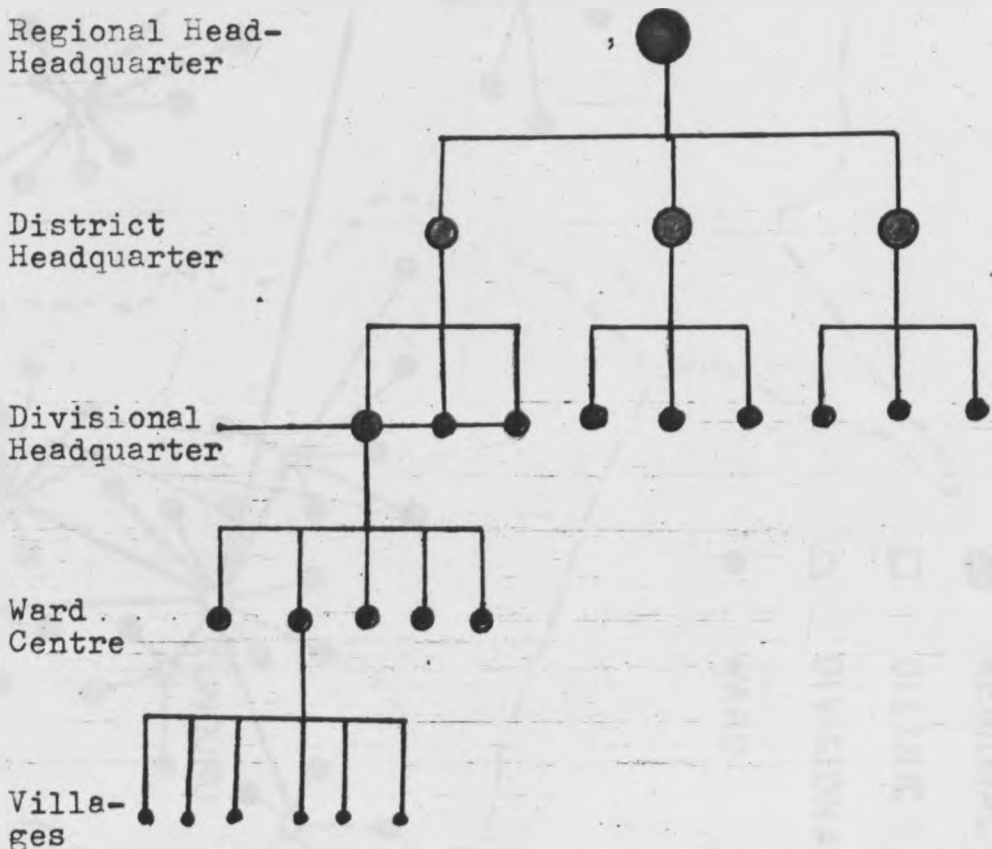 Regional Head-
Headquarter
District
Headquarter
Divisional
Headquarter
Ward
Centre
Villa-
ges